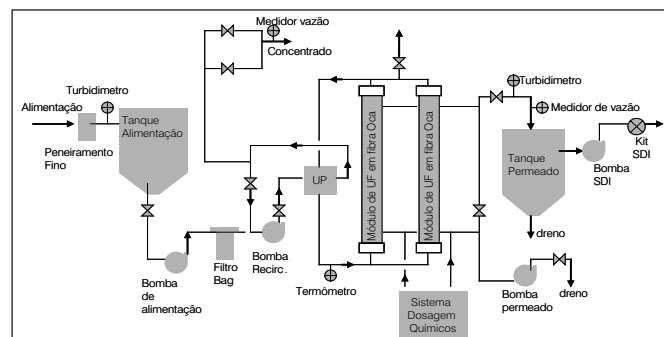 Medidor vazão
Concentrado
Turbidimetro
Alimentação
Tanque
Alimentação
Peneiramento
Fino
UP
Módulo de UF em fibra Oca
Módulo de UF em fibra Oca
Turbidimetro
Medidor de vazão
Tanque
Permeado
Kit
SDI
Bomba
SDI
dreno
Bomba
de
alimentação
Filtro
Bag
Bomba
Recirc.
Termômetro
Sistema
Dosagem
Químicos
Bomba
permeado
dreno